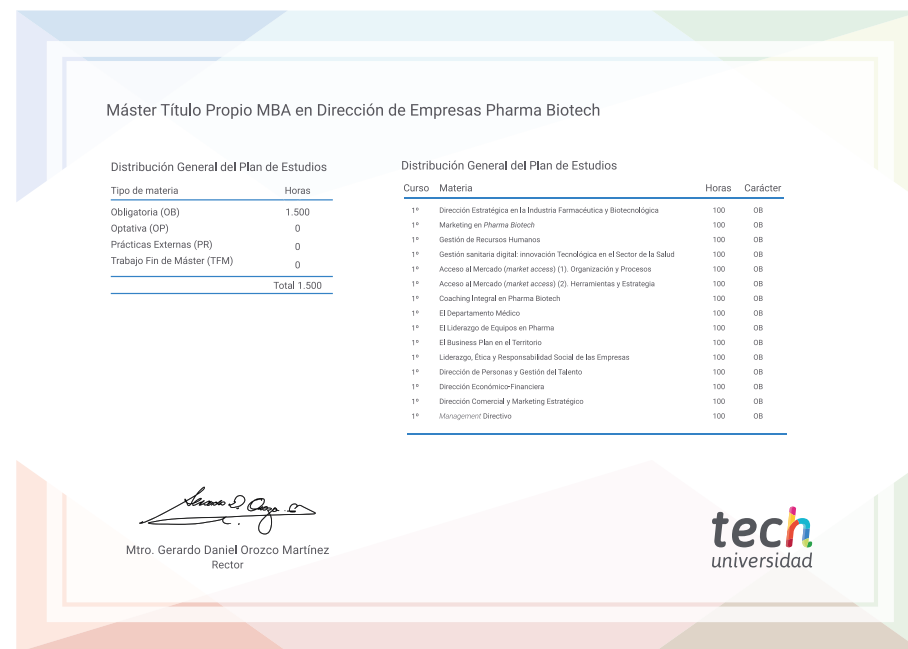 Máster Título Propio MBA en Dirección de Empresas Pharma Biotech
Distribución General del Plan de Estudios
Tipo de materia Horas
Obligatoria (OB) 1.500
Optativa (OP) 0
Prácticas Externas (PR) 0
Trabajo Fin de Máster (TFM) 0
Total 1.500
Distribución General del Plan de Estudios
Curso Materia Horas Carácter
1º Dirección Estratégica en la Industria Farmacéutica y Biotecnológica 100 OB
1º Marketing en Pharma Biotech 100 OB
1º Gestión de Recursos Humanos 100 OB
1º Gestión sanitaria digital: innovación Tecnológica en el Sector de la Salud 100 OB
1º Acceso al Mercado (market access) (1). Organización y Procesos 100 OB
1º Acceso al Mercado (market access) (2). Herramientas y Estrategia 100 OB
1º Coaching Integral en Pharma Biotech 100 OB
1º El Departamento Médico 100 OB
1º El Liderazgo de Equipos en Pharma 100 OB
1º El Business Plan en el Territorio 100 OB
1º Liderazgo, Ética y Responsabilidad Social de las Empresas 100 OB
1º Dirección de Personas y Gestión del Talento 100 OB
1º Dirección Económico-Financiera 100 OB
1º Dirección Comercial y Marketing Estratégico 100 OB
1º Management Directivo 100 OB
Mtro. Gerardo Daniel Orozco Martínez
Rector
tech
universidad